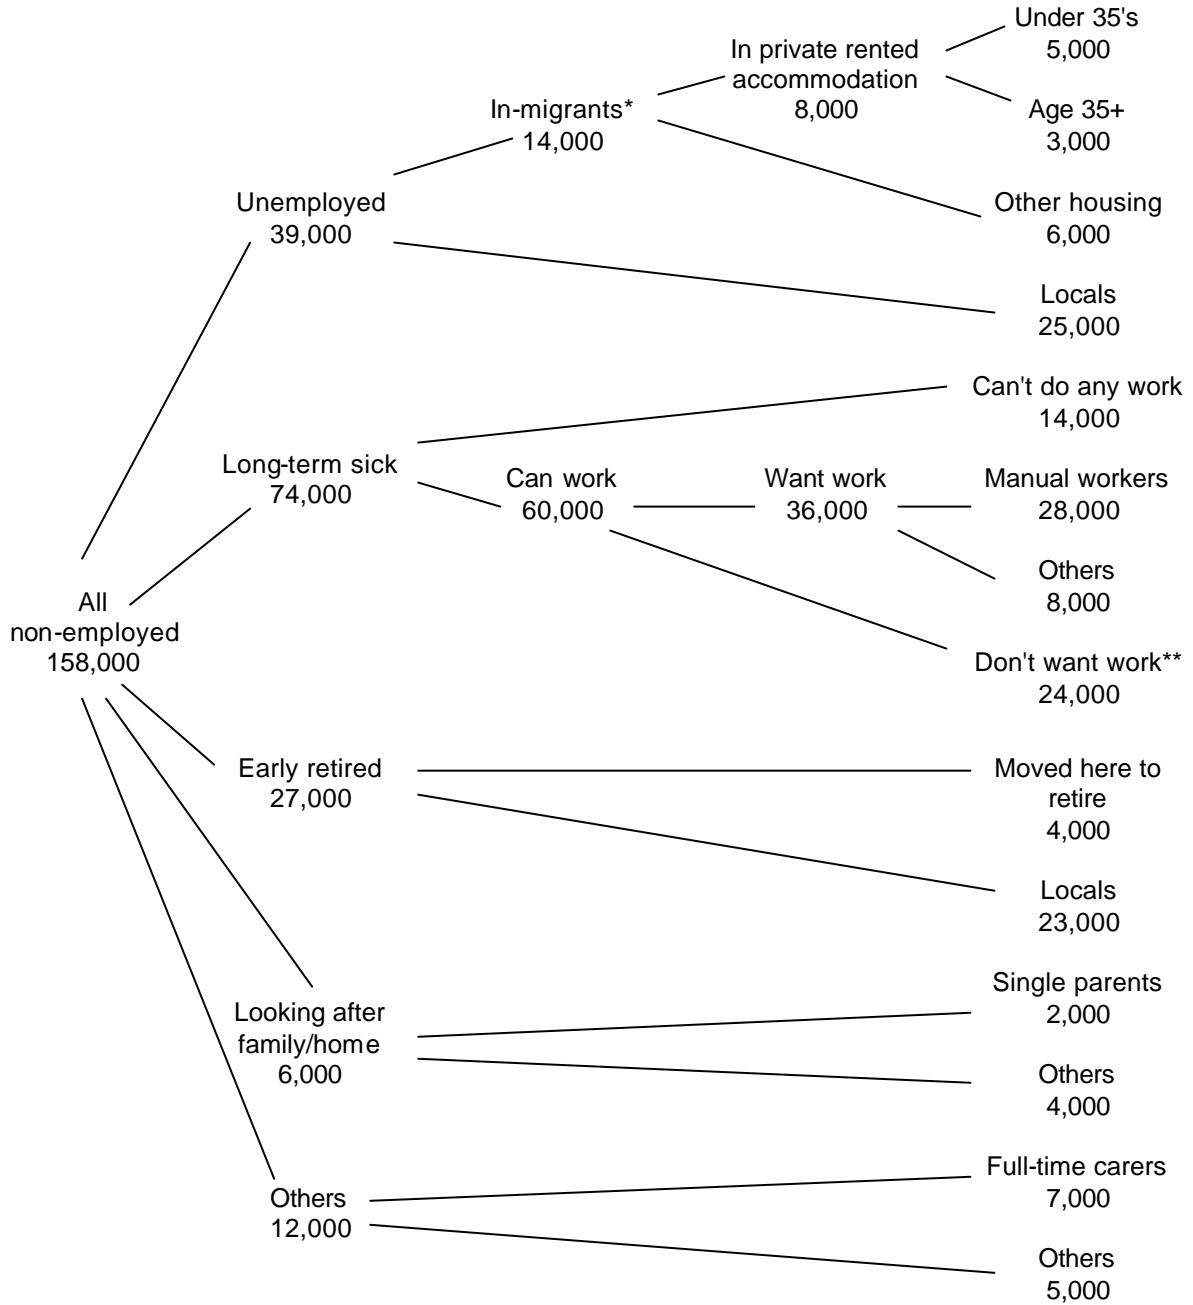 Under 35's
5,000
In private rented
accommodation
8,000
In-migrants*
14,000
Age 35+
3,000
Unemployed
39,000
Other housing
6,000
Locals
25,000
Can't do any work
14,000
Long-term sick
74,000
Can work
60,000
Want work
36,000
Manual workers
28,000
Others
8,000
All
non-employed
158,000
Don't want work**
24,000
Early retired
27,000
Moved here to
retire
4,000
Locals
23,000
Looking after
family/home
6,000
Single parents
2,000
Others
4,000
Others
12,000
Full-time carers
7,000
Others
5,000